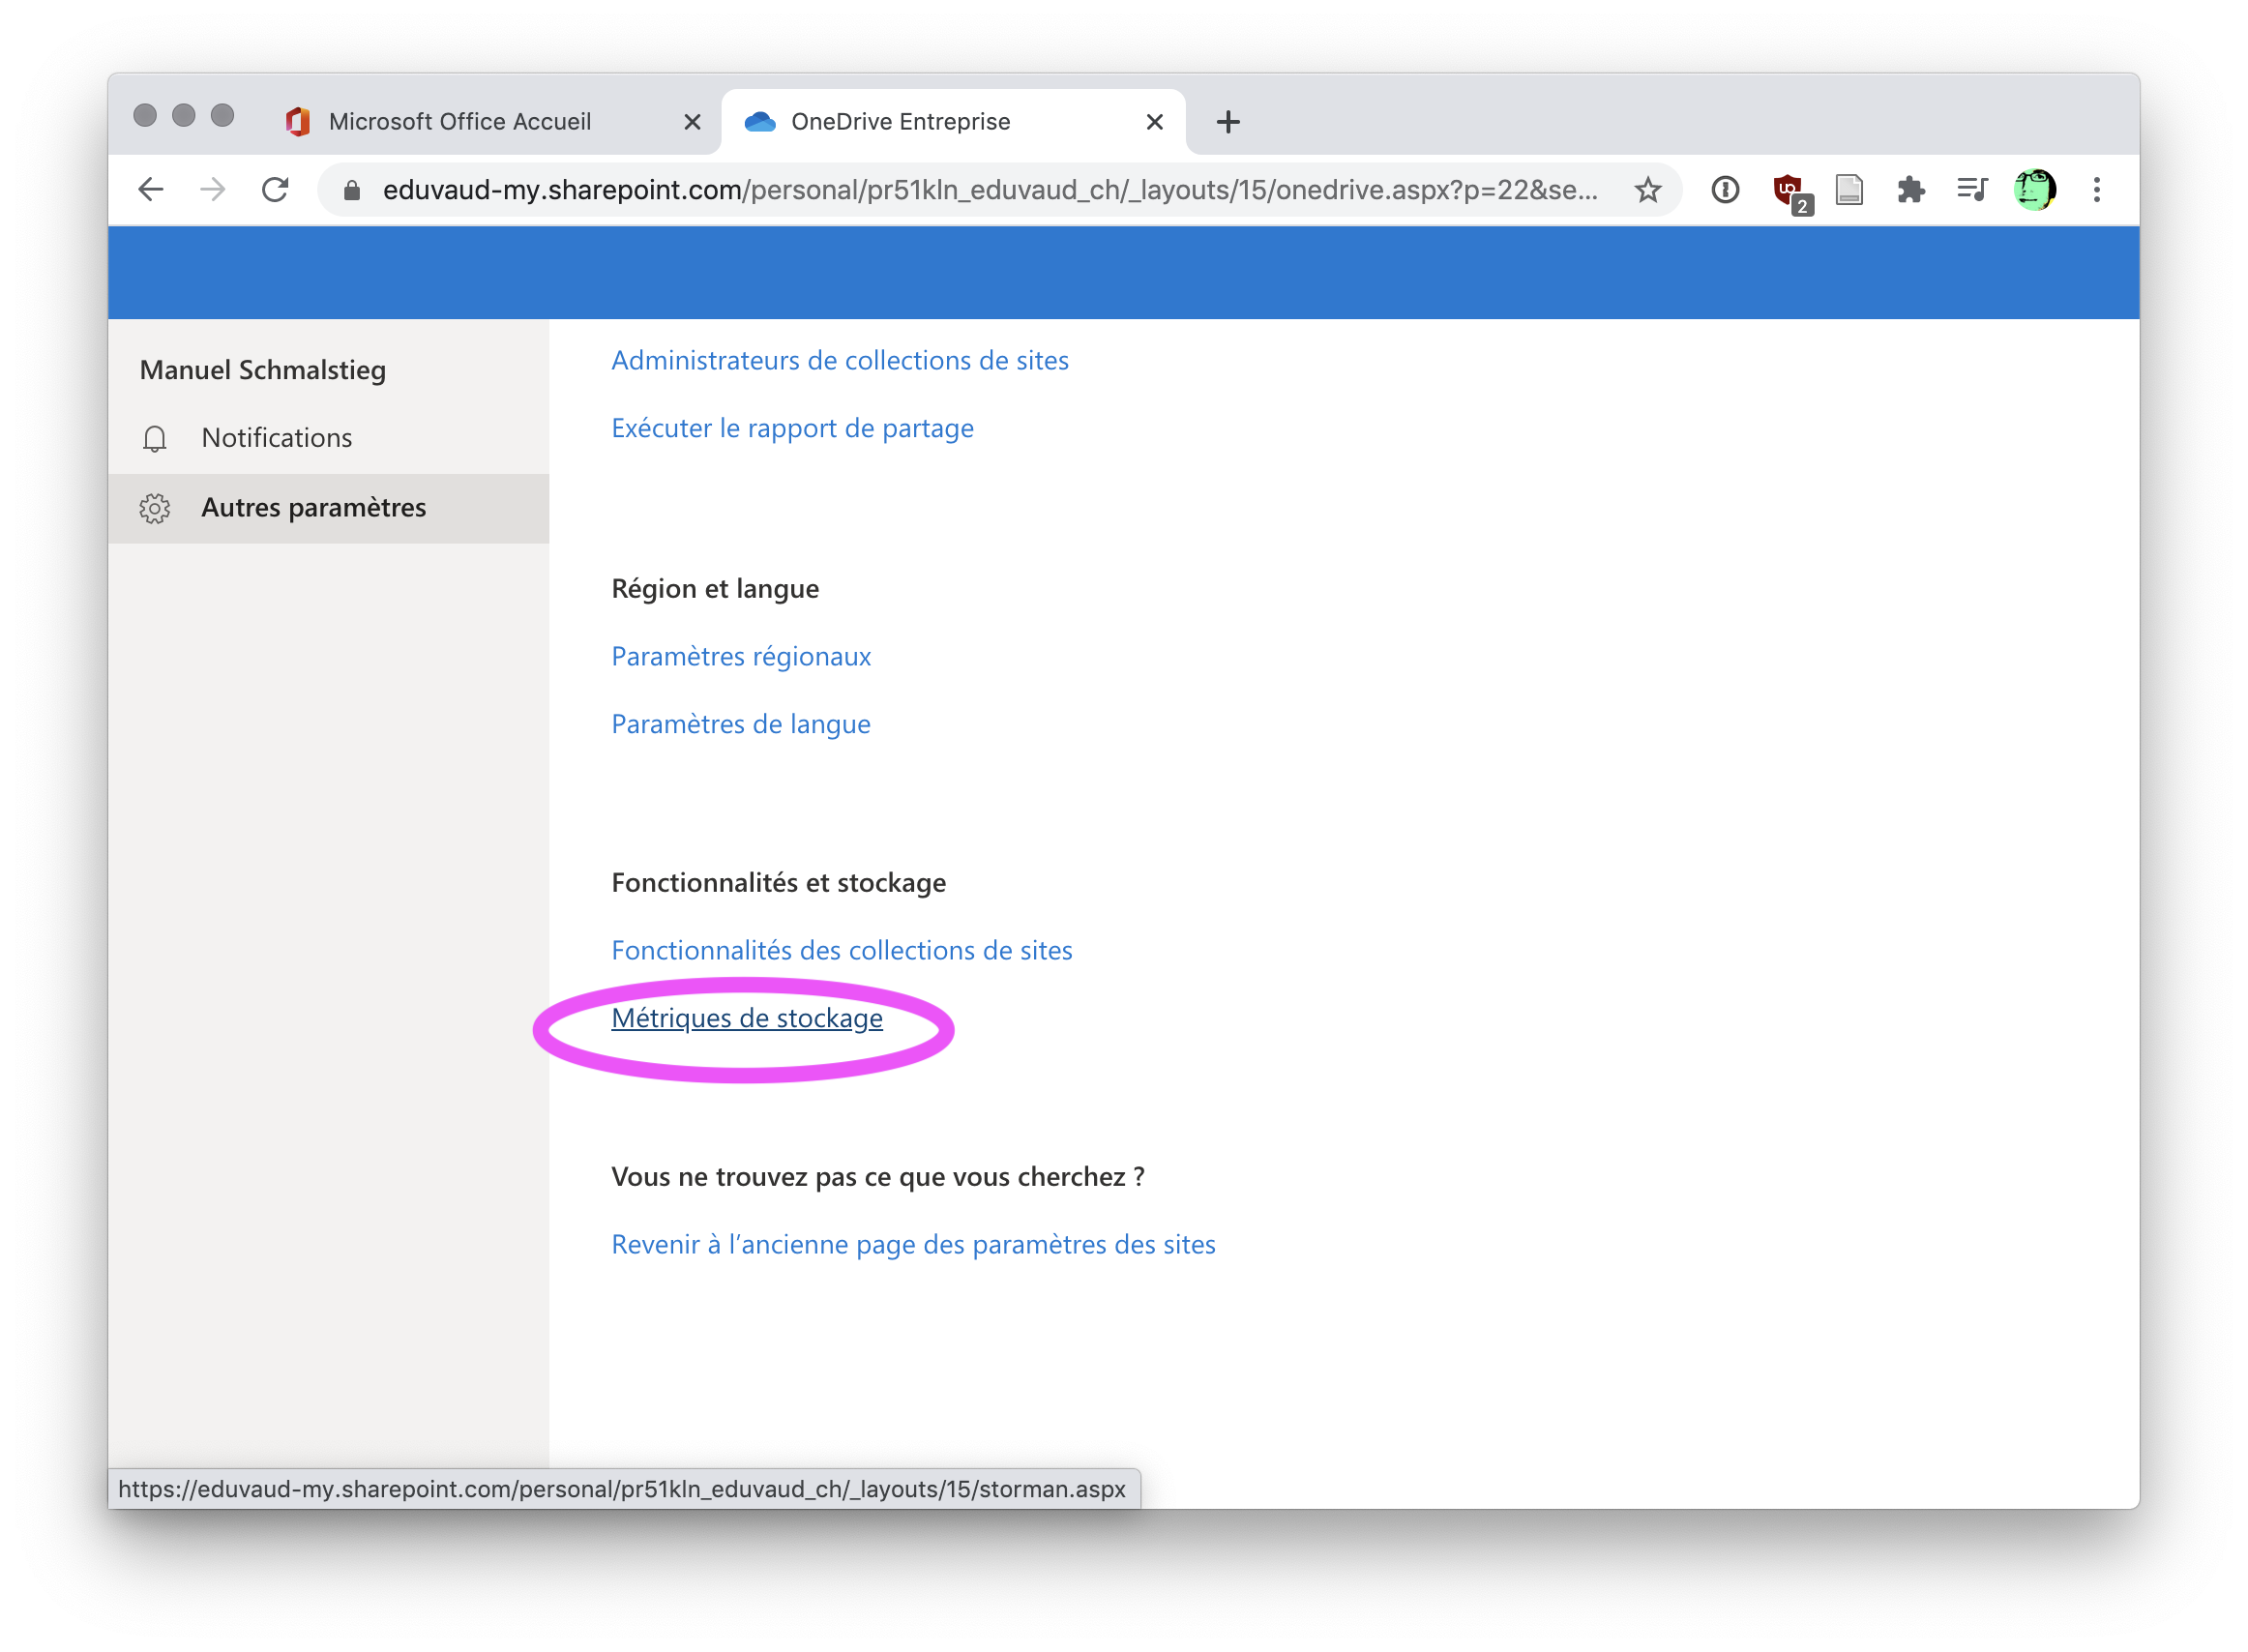 Microsoft Office Accueil
OneDrive Entreprise
eduvaud-my.sharepoint.com/personal/pr51kln_eduvaud_ch/_layouts/15/onedrive.aspx?p=22&se...
2
Manuel Schmalstieg
Notifications
Autres paramètres
Administrateurs de collections de sites
Exécuter le rapport de partage
Région et langue
Paramètres régionaux
Paramètres de langue
Fonctionnalités et stockage
Fonctionnalités des collections de sites
Métriques de stockage
Vous ne trouvez pas ce que vous cherchez ?
Revenir à l’ancienne page des paramètres des sites
https://eduvaud-my.sharepoint.com/personal/pr51kln_eduvaud_ch/_layouts/15/storman.aspx